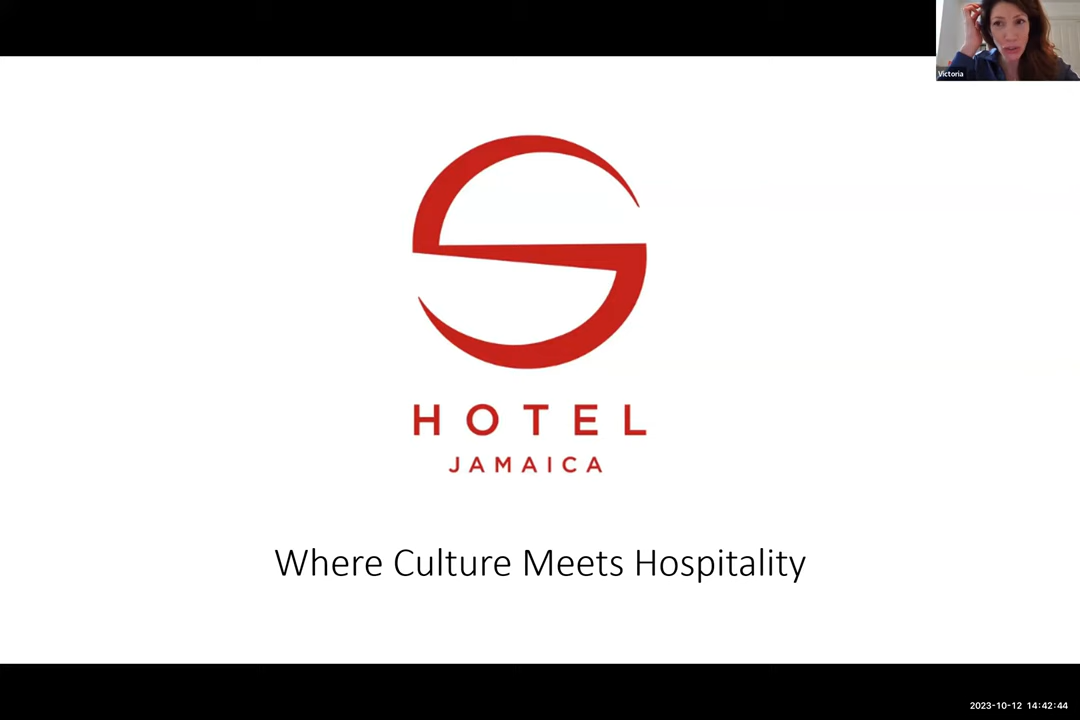 Victoria
S
HOTEL
JAMAICA
Where Culture Meets Hospitality
2023-10-12 14:42:44